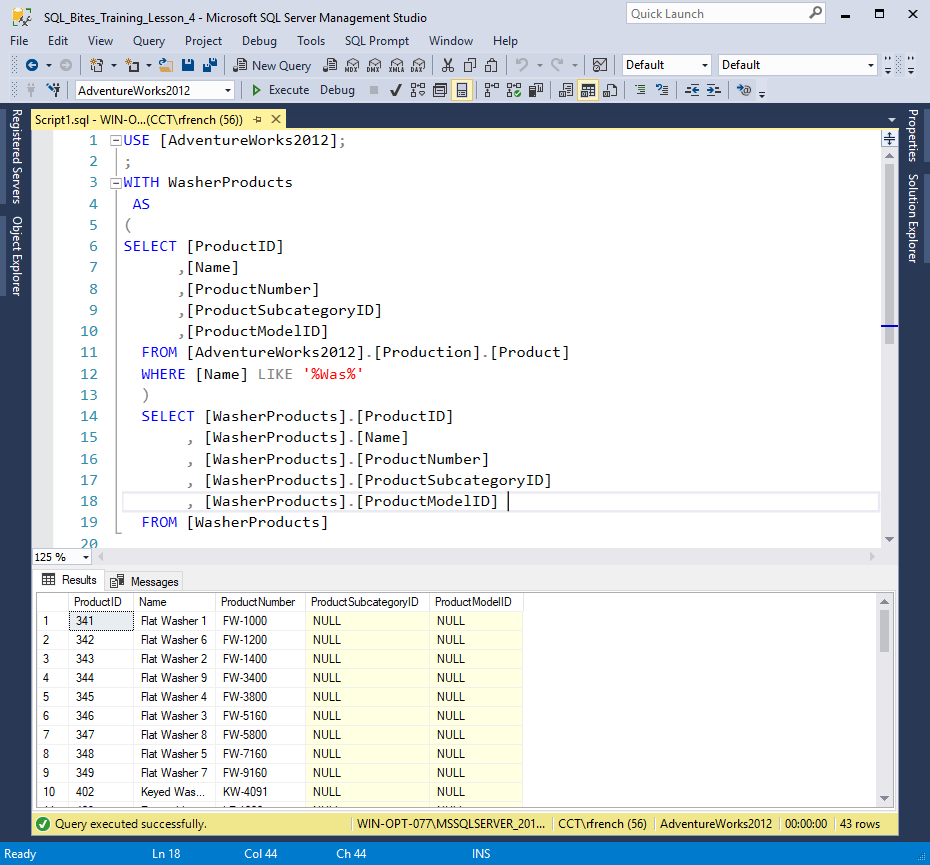 SQL_Bites_Training_Lesson_4 - Microsoft SQL Server Management Studio
Quick Launch
File Edit View Query Project Debug Tools SQL Prompt Window Help
New Query MDX DMX XMLA DAX Default Default
AdventureWorks2012 Execute Debug
Registered Servers
Object Explorer
Properties
Solution Explorer
Script1.sql - WIN-O...(CCT\rfrench (56))
1 USE [AdventureWorks2012];
2 ;
3 WITH WasherProducts
4 AS
5 (
6 SELECT [ProductID]
7 ,[Name]
8 ,[ProductNumber]
9 ,[ProductSubcategoryID]
10 ,[ProductModelID]
11 FROM [AdventureWorks2012].[Production].[Product]
12 WHERE [Name] LIKE '%Was%'
13 )
14 SELECT [WasherProducts].[ProductID]
15 , [WasherProducts].[Name]
16 , [WasherProducts].[ProductNumber]
17 , [WasherProducts].[ProductSubcategoryID]
18 , [WasherProducts].[ProductModelID]
19 FROM [WasherProducts]
20
125 %
Results Messages
ProductID Name ProductNumber ProductSubcategoryID ProductModelID
1 341 Flat Washer 1 FW-1000 NULL NULL
2 342 Flat Washer 6 FW-1200 NULL NULL
3 343 Flat Washer 2 FW-1400 NULL NULL
4 344 Flat Washer 9 FW-3400 NULL NULL
5 345 Flat Washer 4 FW-3800 NULL NULL
6 346 Flat Washer 3 FW-5160 NULL NULL
7 347 Flat Washer 8 FW-5800 NULL NULL
8 348 Flat Washer 5 FW-7160 NULL NULL
9 349 Flat Washer 7 FW-9160 NULL NULL
10 402 Keyed Was... KW-4091 NULL NULL
Query executed successfully. WIN-OPT-077\MSSQLSERVER_201... CCT\rfrench (56) AdventureWorks2012 00:00:00 43 rows
Ready Ln 18 Col 44 Ch 44 INS